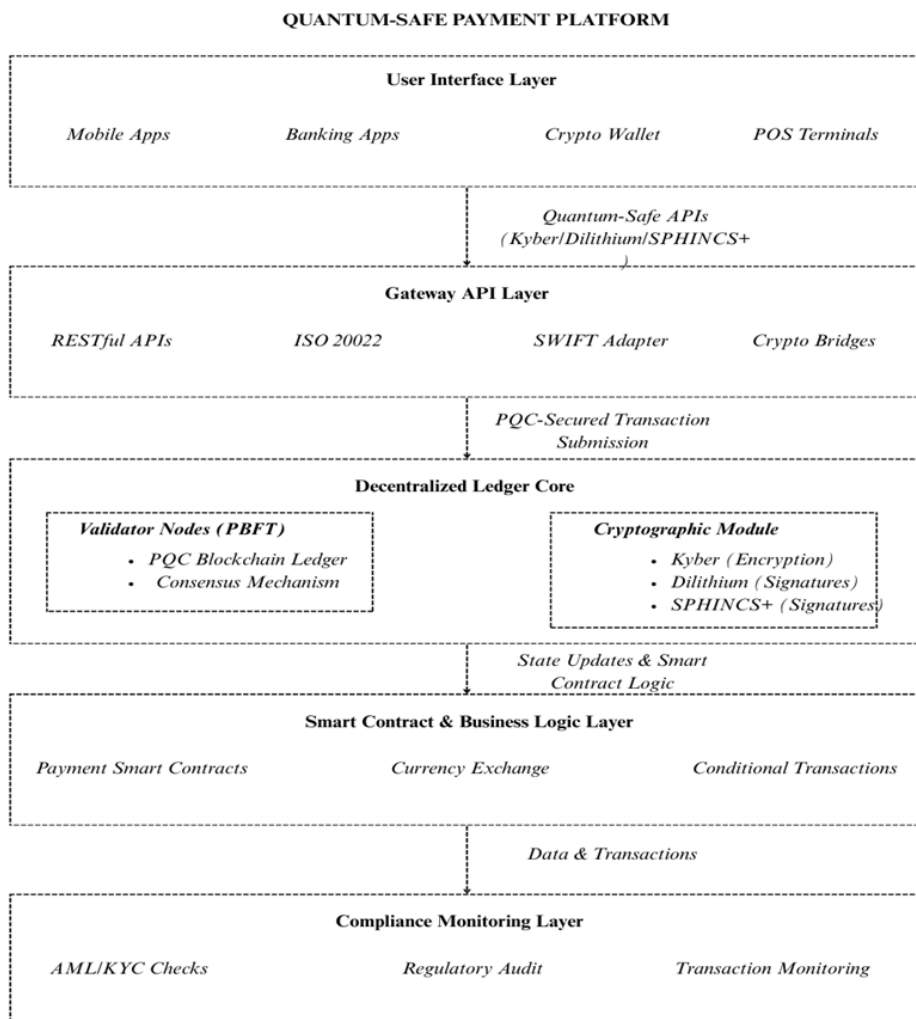 QUANTUM-SAFE PAYMENT PLATFORM
User Interface Layer
Mobile Apps
Banking Apps
Crypto Wallet
POS Terminals
Quantum-Safe APIs
(Kyber/Dilithium/SPHINCS+
)
Gateway API Layer
RESTful APIs
ISO 20022
SWIFT Adapter
Crypto Bridges
PQC-Secured Transaction
Submission
Decentralized Ledger Core
Validator Nodes (PBFT)
• PQC Blockchain Ledger
• Consensus Mechanism
Cryptographic Module
• Kyber (Encryption)
• Dilithium (Signatures)
• SPHINCS+ (Signatures)
State Updates & Smart
Contract Logic
Smart Contract & Business Logic Layer
Payment Smart Contracts
Currency Exchange
Conditional Transactions
Data & Transactions
Compliance Monitoring Layer
AML/KYC Checks
Regulatory Audit
Transaction Monitoring